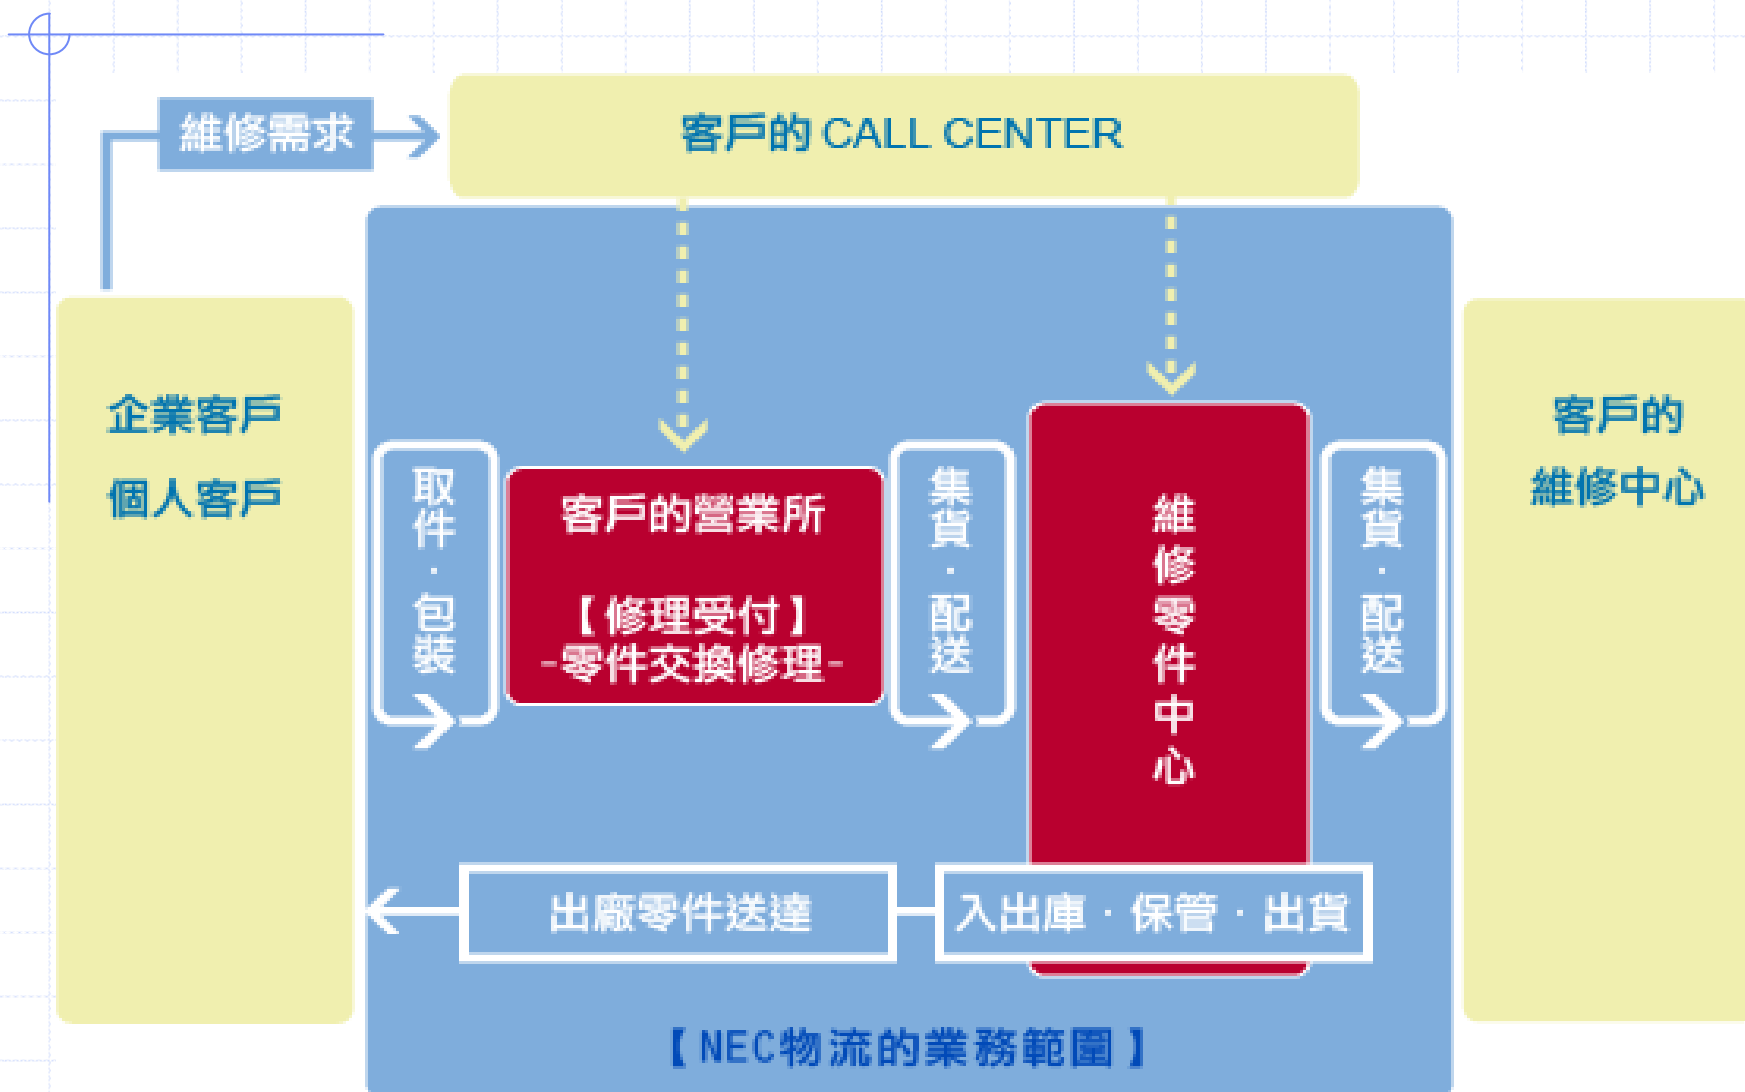 維修需求
客戶的 CALL CENTER
企業客戶
個人客戶
取件．包裝
客戶的營業所
【修理受付】
-零件交換修理-
集貨．配送
維修零件中心
集貨．配送
客戶的
維修中心
出廠零件送達
入出庫．保管．出貨
【NEC物流的業務範圍】